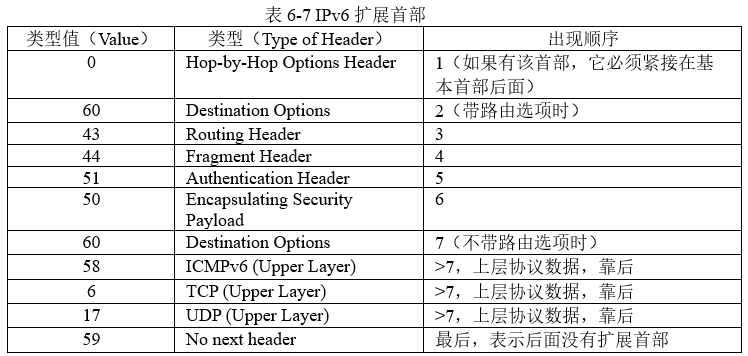 表 6-7 IPv6 扩展首部
类型值（Value） 类型（Type of Header） 出现顺序
0 Hop-by-Hop Options Header 1（如果有该首部，它必须紧接在基
本首部后面）
60 Destination Options 2（带路由选项时）
43 Routing Header 3
44 Fragment Header 4
51 Authentication Header 5
50 Encapsulating Security 6
Payload
60 Destination Options 7（不带路由选项时）
58 ICMPv6 (Upper Layer) >7，上层协议数据，靠后
6 TCP (Upper Layer) >7，上层协议数据，靠后
17 UDP (Upper Layer) >7，上层协议数据，靠后
59 No next header 最后，表示后面没有扩展首部